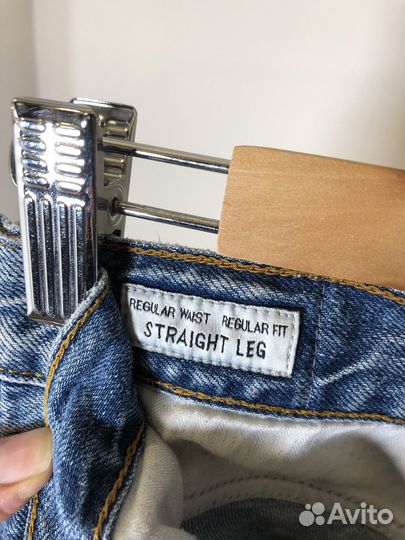 REGULAR WAIST REGULAR FIT
STRAIGHT LEG
Avito